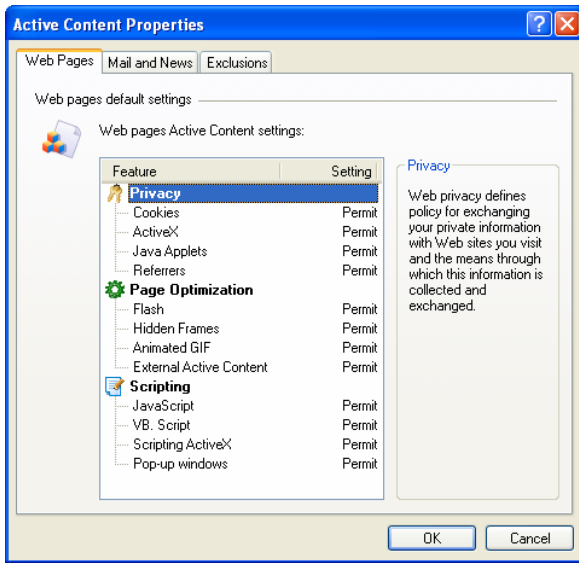 Active Content Properties
Web Pages Mail and News Exclusions
Web pages default settings
Web pages Active Content settings:
Feature Setting
Privacy
Cookies Permit
ActiveX Permit
Java Applets Permit
Referrers Permit
Page Optimization
Flash Permit
Hidden Frames Permit
Animated GIF Permit
External Active Content Permit
Scripting
JavaScript Permit
VB. Script Permit
Scripting ActiveX Permit
Pop-up windows Permit
Privacy
Web privacy defines
policy for exchanging
your private information
with Web sites you visit
and the means through
which this information is
collected and
exchanged.
OK Cancel